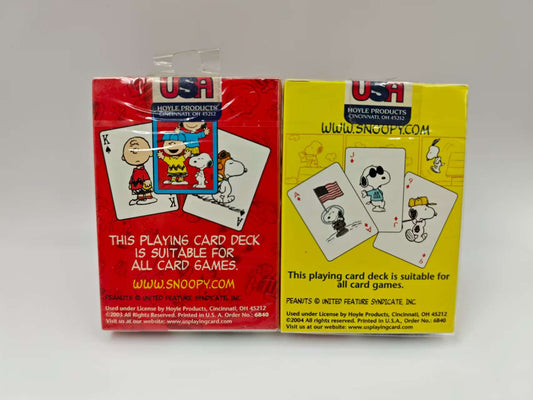 USA
HOYLE PRODUCTS
CINCINNATI, OH 45212
K
K
A
THIS PLAYING CARD DECK
IS SUITABLE FOR
ALL CARD GAMES.
WWW.SNOOPY.COM
PEANUTS © UNITED FEATURE SYNDICATE, INC.
Used under License by Hoyle Products, Cincinnati, OH 45212
©2003 All Rights Reserved. Printed in U.S.A. Order No.: 6840
Visit us at our website: www.usplayingcard.com
USA
HOYLE PRODUCTS
CINCINNATI, OH 45212
WWW.SNOOPY.COM
A
J
This playing card deck is suitable for
all card games.
PEANUTS © UNITED FEATURE SYNDICATE, INC.
Used under License by Hoyle Products, Cincinnati, OH 45212
©2004 All Rights Reserved. Printed in U.S.A., Order No.: 6840
Visit us at our website: www.usplayingcard.com